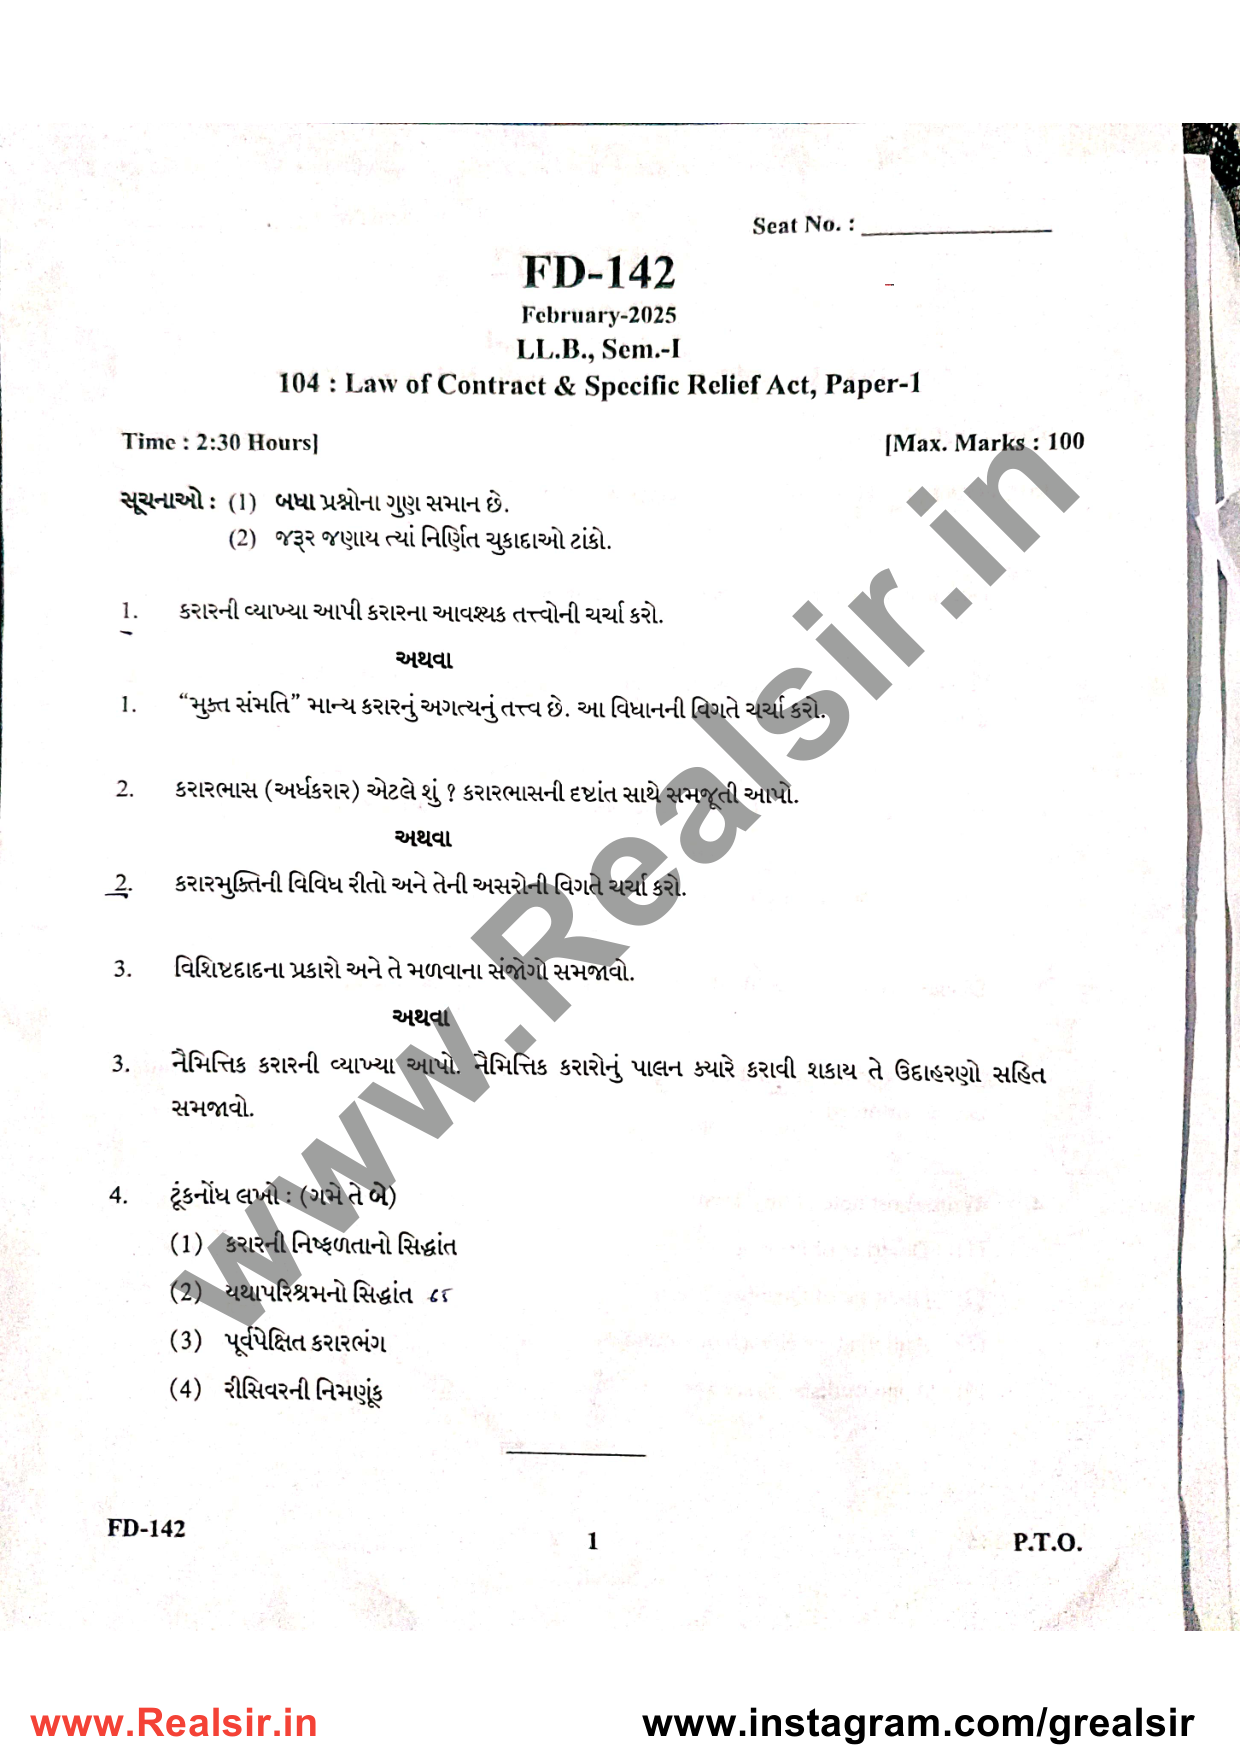 Seat No. :
FD-142
February-2025
LL.B., Sem.-I
104 : Law of Contract & Specific Relief Act, Paper-1
Time : 2:30 Hours]
[Max. Marks : 100
સૂચનાઓ : (1) બધા પ્રશ્નોના ગુણ સમાન છે.
(2) જરૂર જણાય ત્યાં નિર્ણિત ચુકાદાઓ ટાંકો.
1. કરારની વ્યાખ્યા આપી કરારના આવશ્યક તત્ત્વોની ચર્ચા કરો.
અથવા
1. “મુક્ત સંમતિ” માન્ય કરારનું અગત્યનું તત્ત્વ છે. આ વિધાનની વિગતે ચર્ચા કરો.
2. કરારભાસ (અર્ધકરાર) એટલે શું ? કરારભાસની દૃષ્ટાંત સાથે સમજૂતી આપો.
અથવા
2. કરારમુક્તિની વિવિધ રીતો અને તેની અસરોની વિગતે ચર્ચા કરો.
3. વિશિષ્ટદાદના પ્રકારો અને તે મળવાના સંજોગો સમજાવો.
અથવા
3. નૈમિત્તિક કરારની વ્યાખ્યા આપો. નૈમિત્તિક કરારોનું પાલન ક્યારે કરાવી શકાય તે ઉદાહરણો સહિત
સમજાવો.
4. ટૂંકનોંધ લખો : (ગમે તે બે)
(1) કરારની નિષ્ફળતાનો સિદ્ધાંત
(2) યથાપરિશ્રમનો સિદ્ધાંત
(3) પૂર્વપેક્ષિત કરારભંગ
(4) રીસિવરની નિમણૂંક
FD-142
1
P.T.O.
www.Realsir.in
www.Realsir.in
www.instagram.com/grealsir